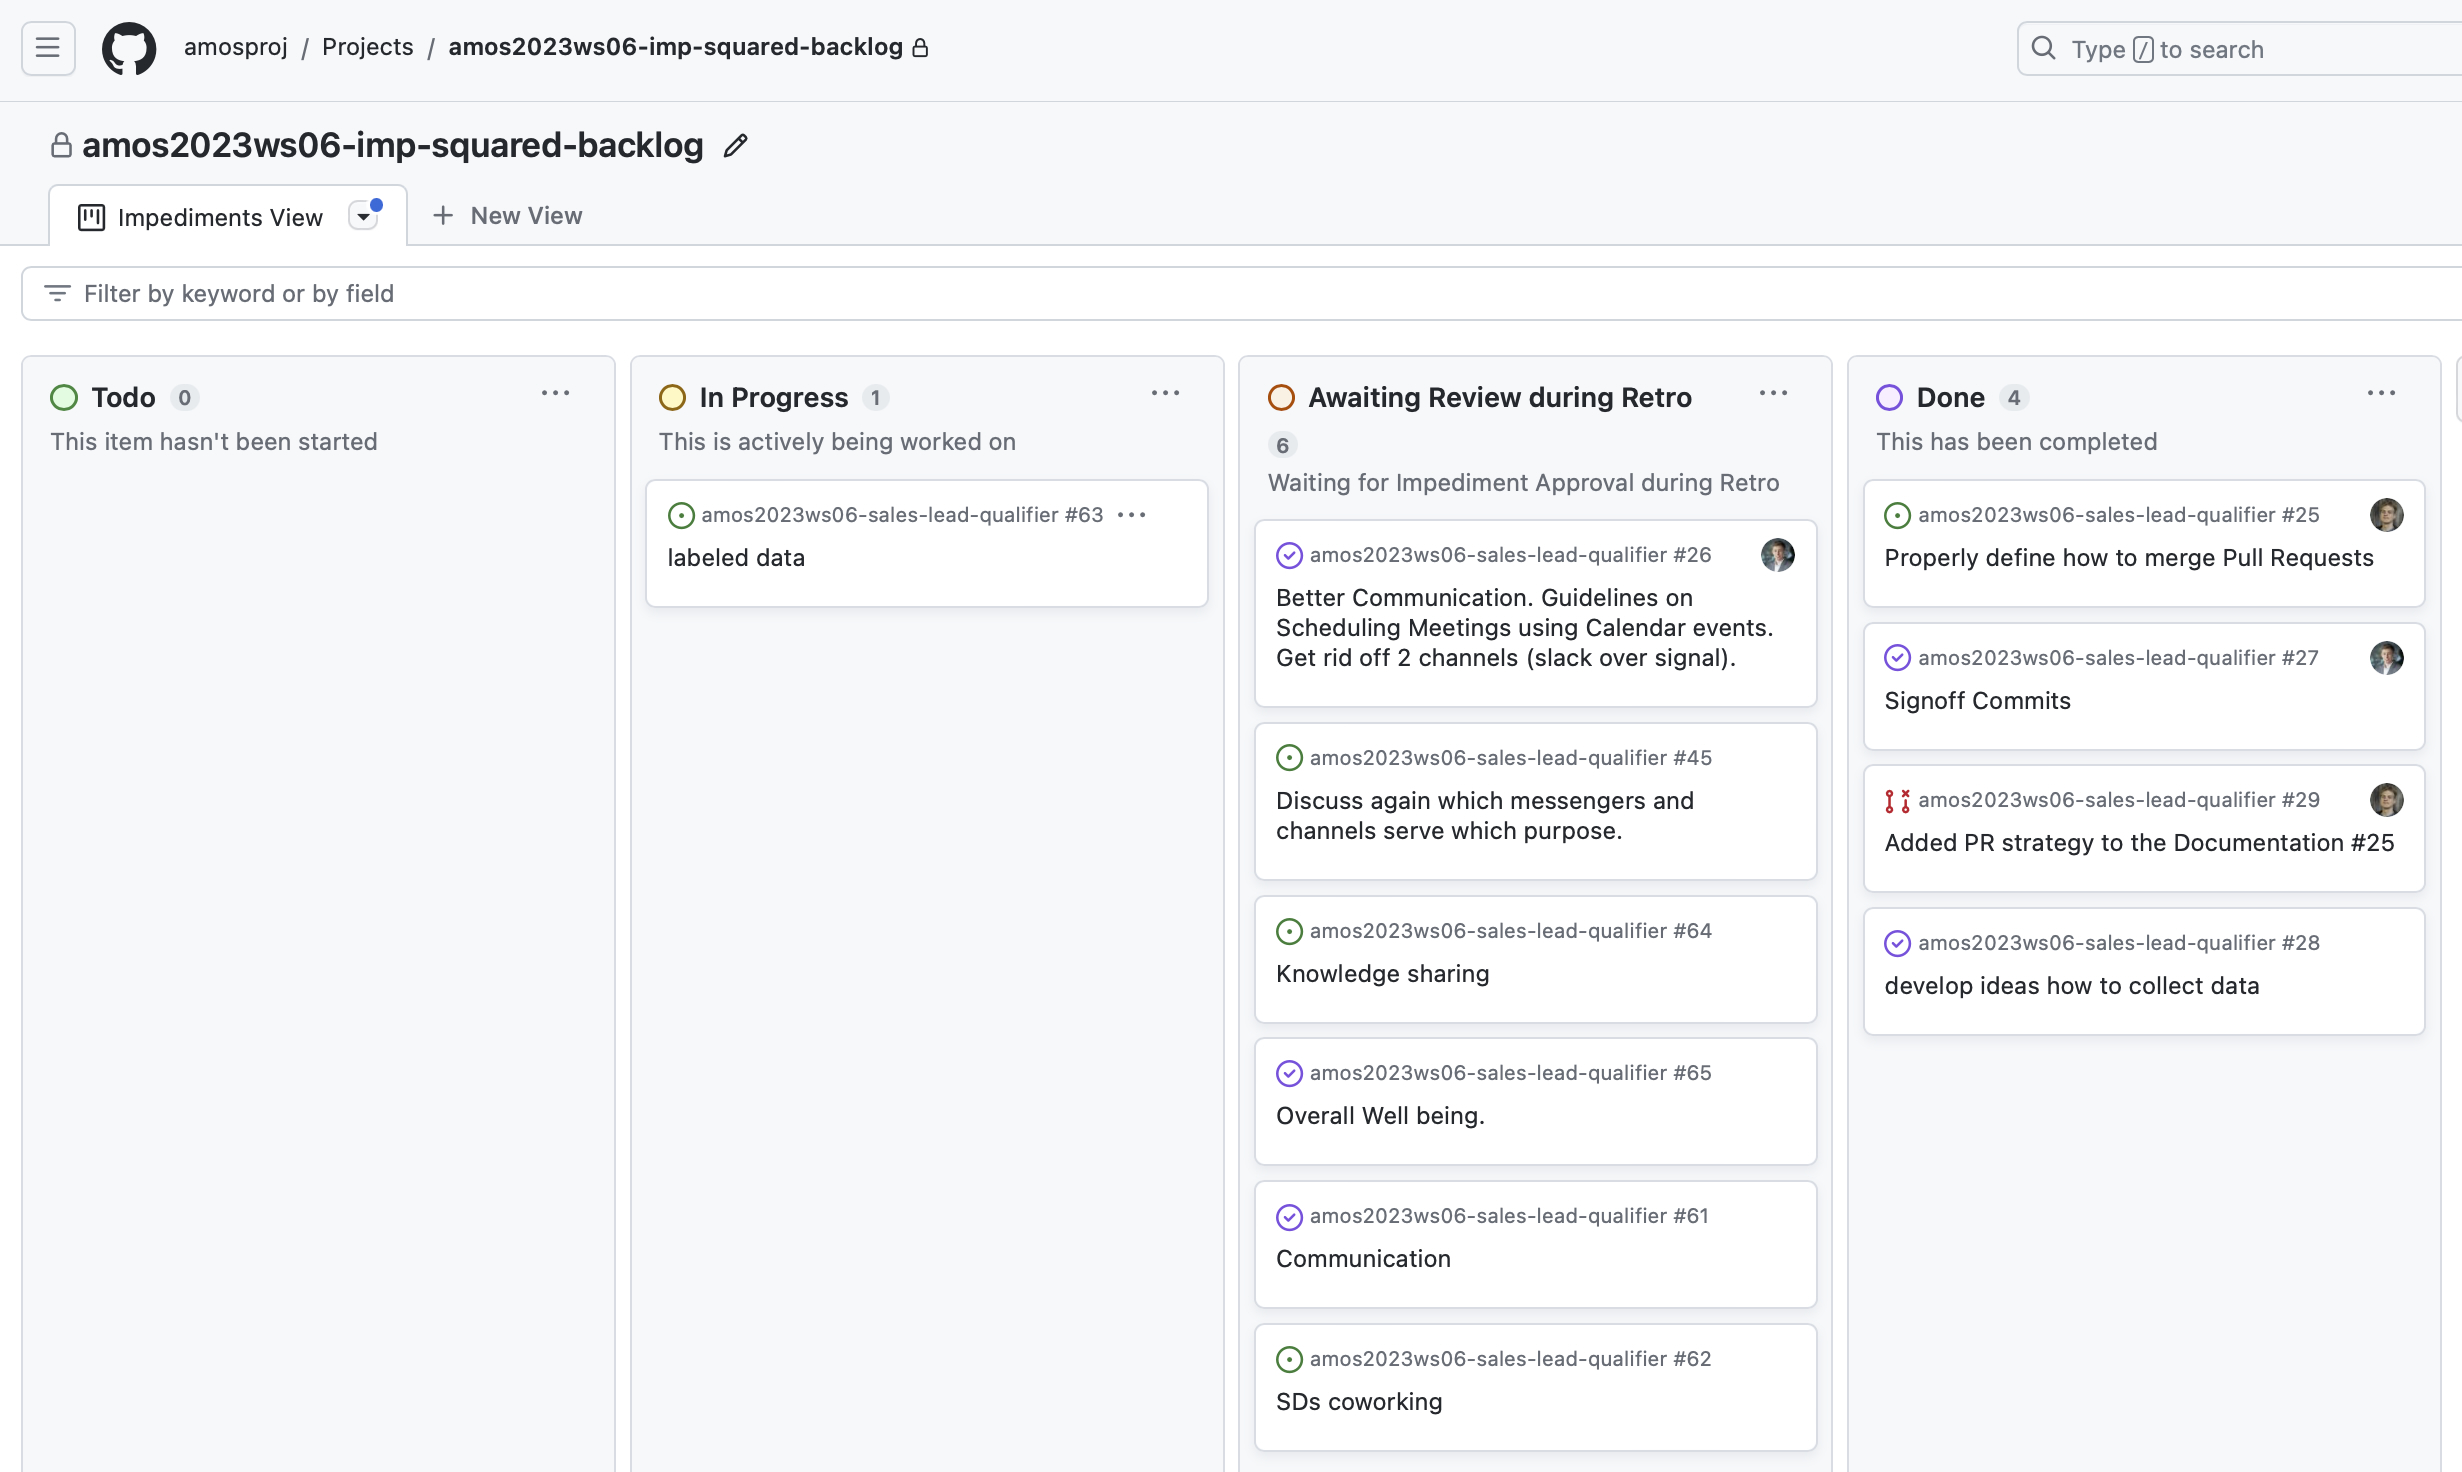 amosproj / Projects / amos2023ws06-imp-squared-backlog
Type / to search
amos2023ws06-imp-squared-backlog
Impediments View
New View
Filter by keyword or by field
Todo 0
This item hasn't been started
In Progress 1
This is actively being worked on
amos2023ws06-sales-lead-qualifier #63
labeled data
Awaiting Review during Retro
6
Waiting for Impediment Approval during Retro
amos2023ws06-sales-lead-qualifier #26
Better Communication. Guidelines on
Scheduling Meetings using Calendar events.
Get rid off 2 channels (slack over signal).
amos2023ws06-sales-lead-qualifier #45
Discuss again which messengers and
channels serve which purpose.
amos2023ws06-sales-lead-qualifier #64
Knowledge sharing
amos2023ws06-sales-lead-qualifier #65
Overall Well being.
amos2023ws06-sales-lead-qualifier #61
Communication
amos2023ws06-sales-lead-qualifier #62
SDs coworking
Done 4
This has been completed
amos2023ws06-sales-lead-qualifier #25
Properly define how to merge Pull Requests
amos2023ws06-sales-lead-qualifier #27
Signoff Commits
amos2023ws06-sales-lead-qualifier #29
Added PR strategy to the Documentation #25
amos2023ws06-sales-lead-qualifier #28
develop ideas how to collect data